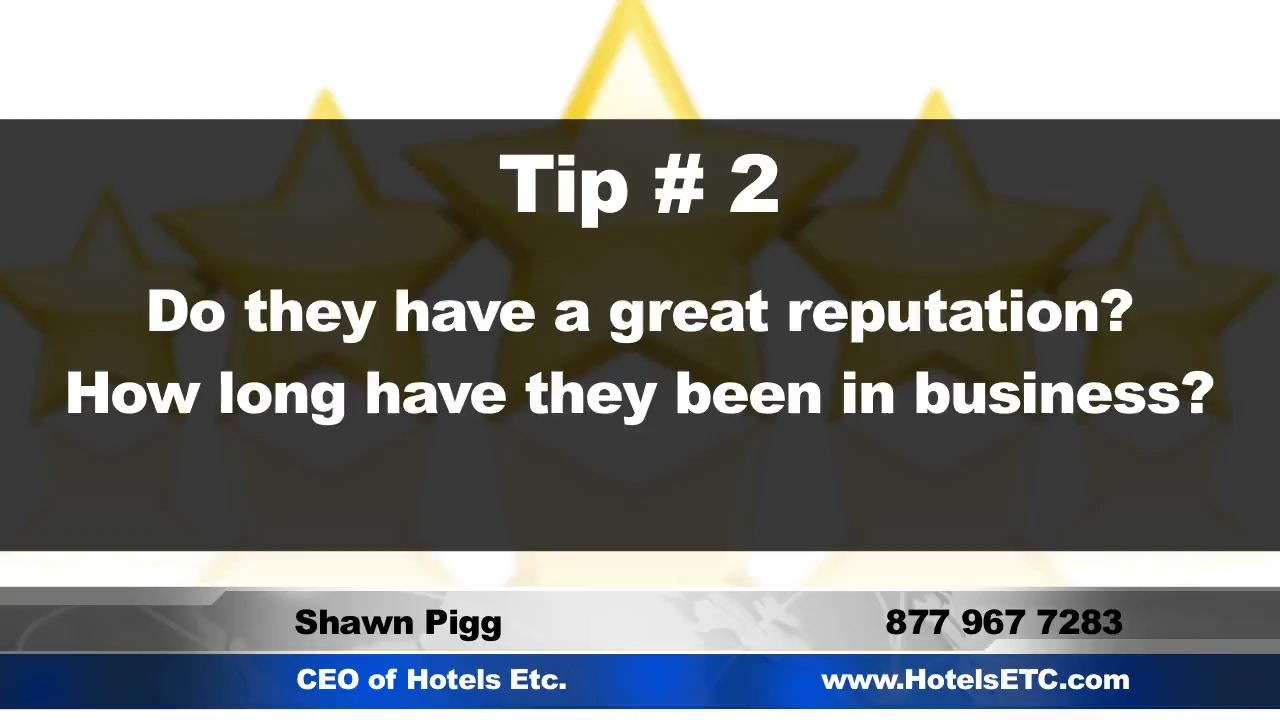 Tip # 2
Do they have a great reputation?
How long have they been in business?
Shawn Pigg
877 967 7283
CEO of Hotels Etc.
www.HotelsETC.com